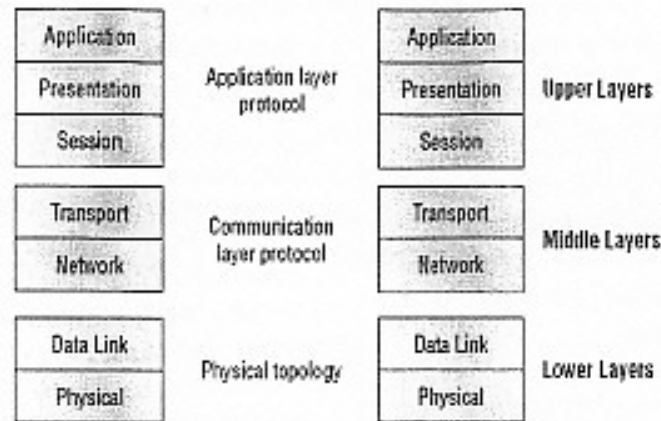 Application
Presentation
Session
Application layer
protocol
Application
Presentation
Session
Upper Layers
Transport
Network
Communication
layer protocol
Transport
Network
Middle Layers
Data Link
Physical
Physical topology
Data Link
Physical
Lower Layers